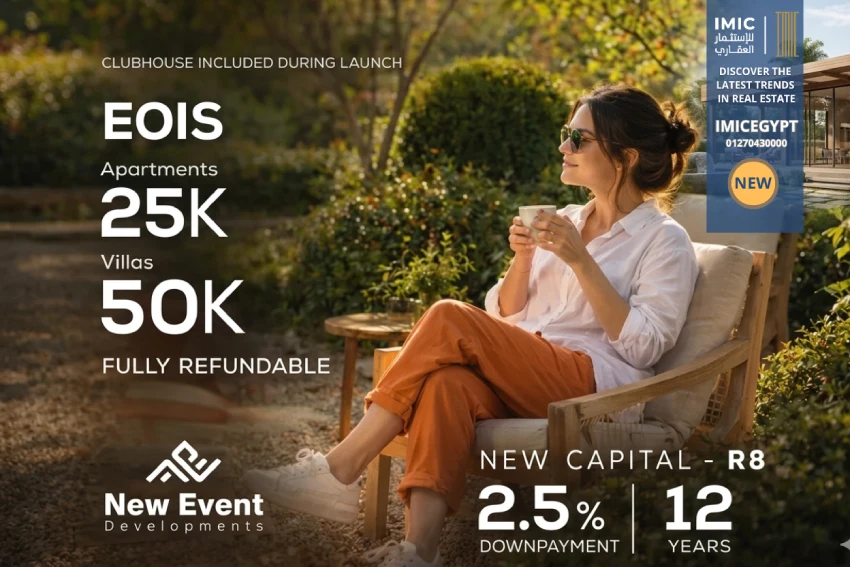 CLUBHOUSE INCLUDED DURING LAUNCH
EOIS
Apartments
25K
Villas
50K
FULLY REFUNDABLE
New Event
Developments
NEW CAPITAL - R8
2.5%
DOWNPAYMENT
12
YEARS
IMIC
للإستثمار
العقاري
DISCOVER THE
LATEST TRENDS
IN REAL ESTATE
IMICEGYPT
01270430000
NEW